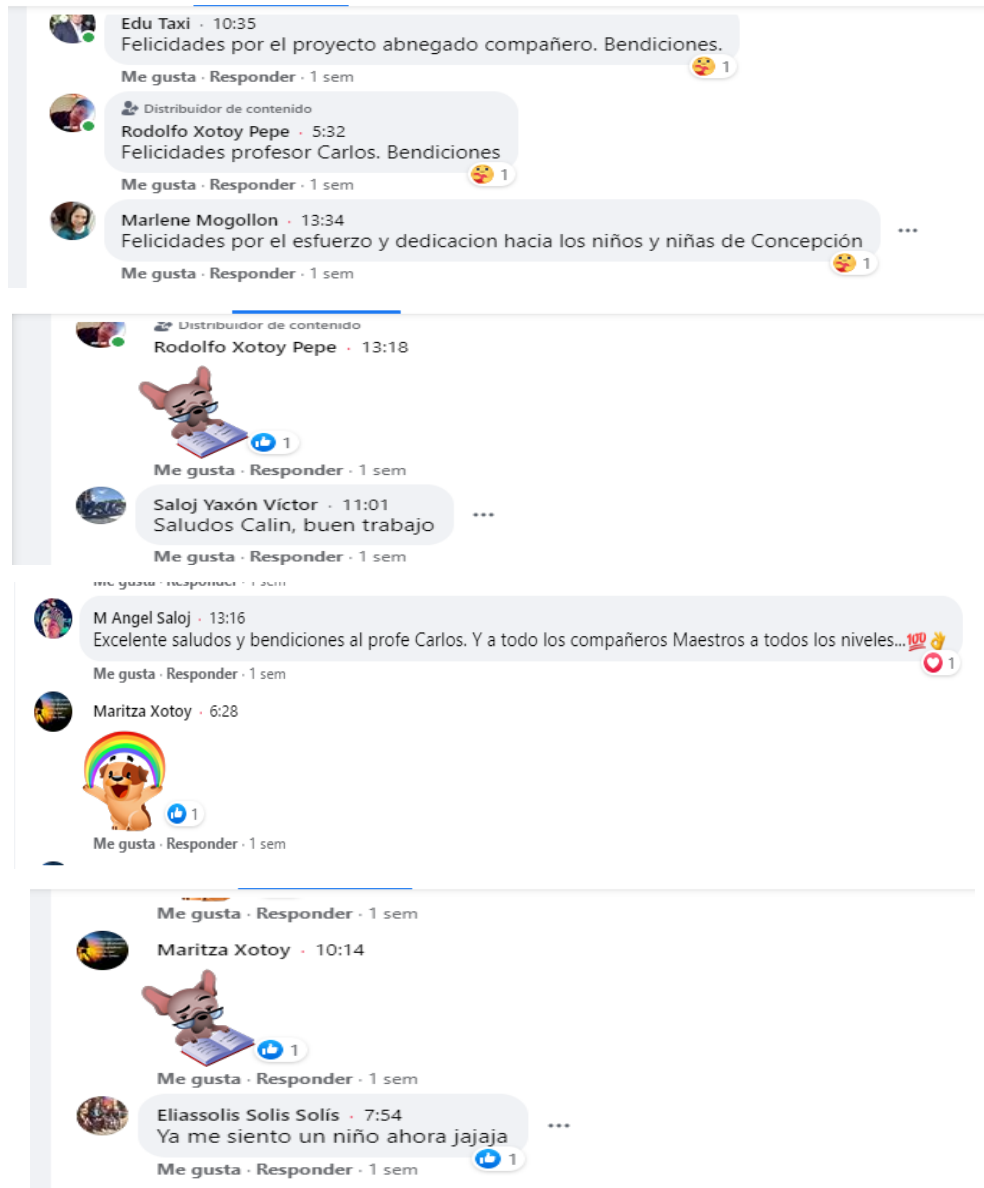 Edu Taxi · 10:35
Felicidades por el proyecto abnegado compañero. Bendiciones.
1
Me gusta · Responder · 1 sem
Distribuidor de contenido
Rodolfo Xotoy Pepe · 5:32
Felicidades profesor Carlos. Bendiciones
1
Me gusta · Responder · 1 sem
Marlene Mogollon · 13:34
Felicidades por el esfuerzo y dedicacion hacia los niños y niñas de Concepción
1
Me gusta · Responder · 1 sem
Distribuidor de contenido
Rodolfo Xotoy Pepe · 13:18
1
Me gusta · Responder · 1 sem
Saloj Yaxón Víctor · 11:01
Saludos Calin, buen trabajo
Me gusta · Responder · 1 sem
Me gusta · Responder · 1 sem
M Angel Saloj · 13:16
Excelente saludos y bendiciones al profe Carlos. Y a todo los compañeros Maestros a todos los niveles...💯👌
1
Me gusta · Responder · 1 sem
Maritza Xotoy · 6:28
1
Me gusta · Responder · 1 sem
Me gusta · Responder · 1 sem
Maritza Xotoy · 10:14
1
Me gusta · Responder · 1 sem
Eliassolis Solis Solís · 7:54
Ya me siento un niño ahora jajaja
1
Me gusta · Responder · 1 sem